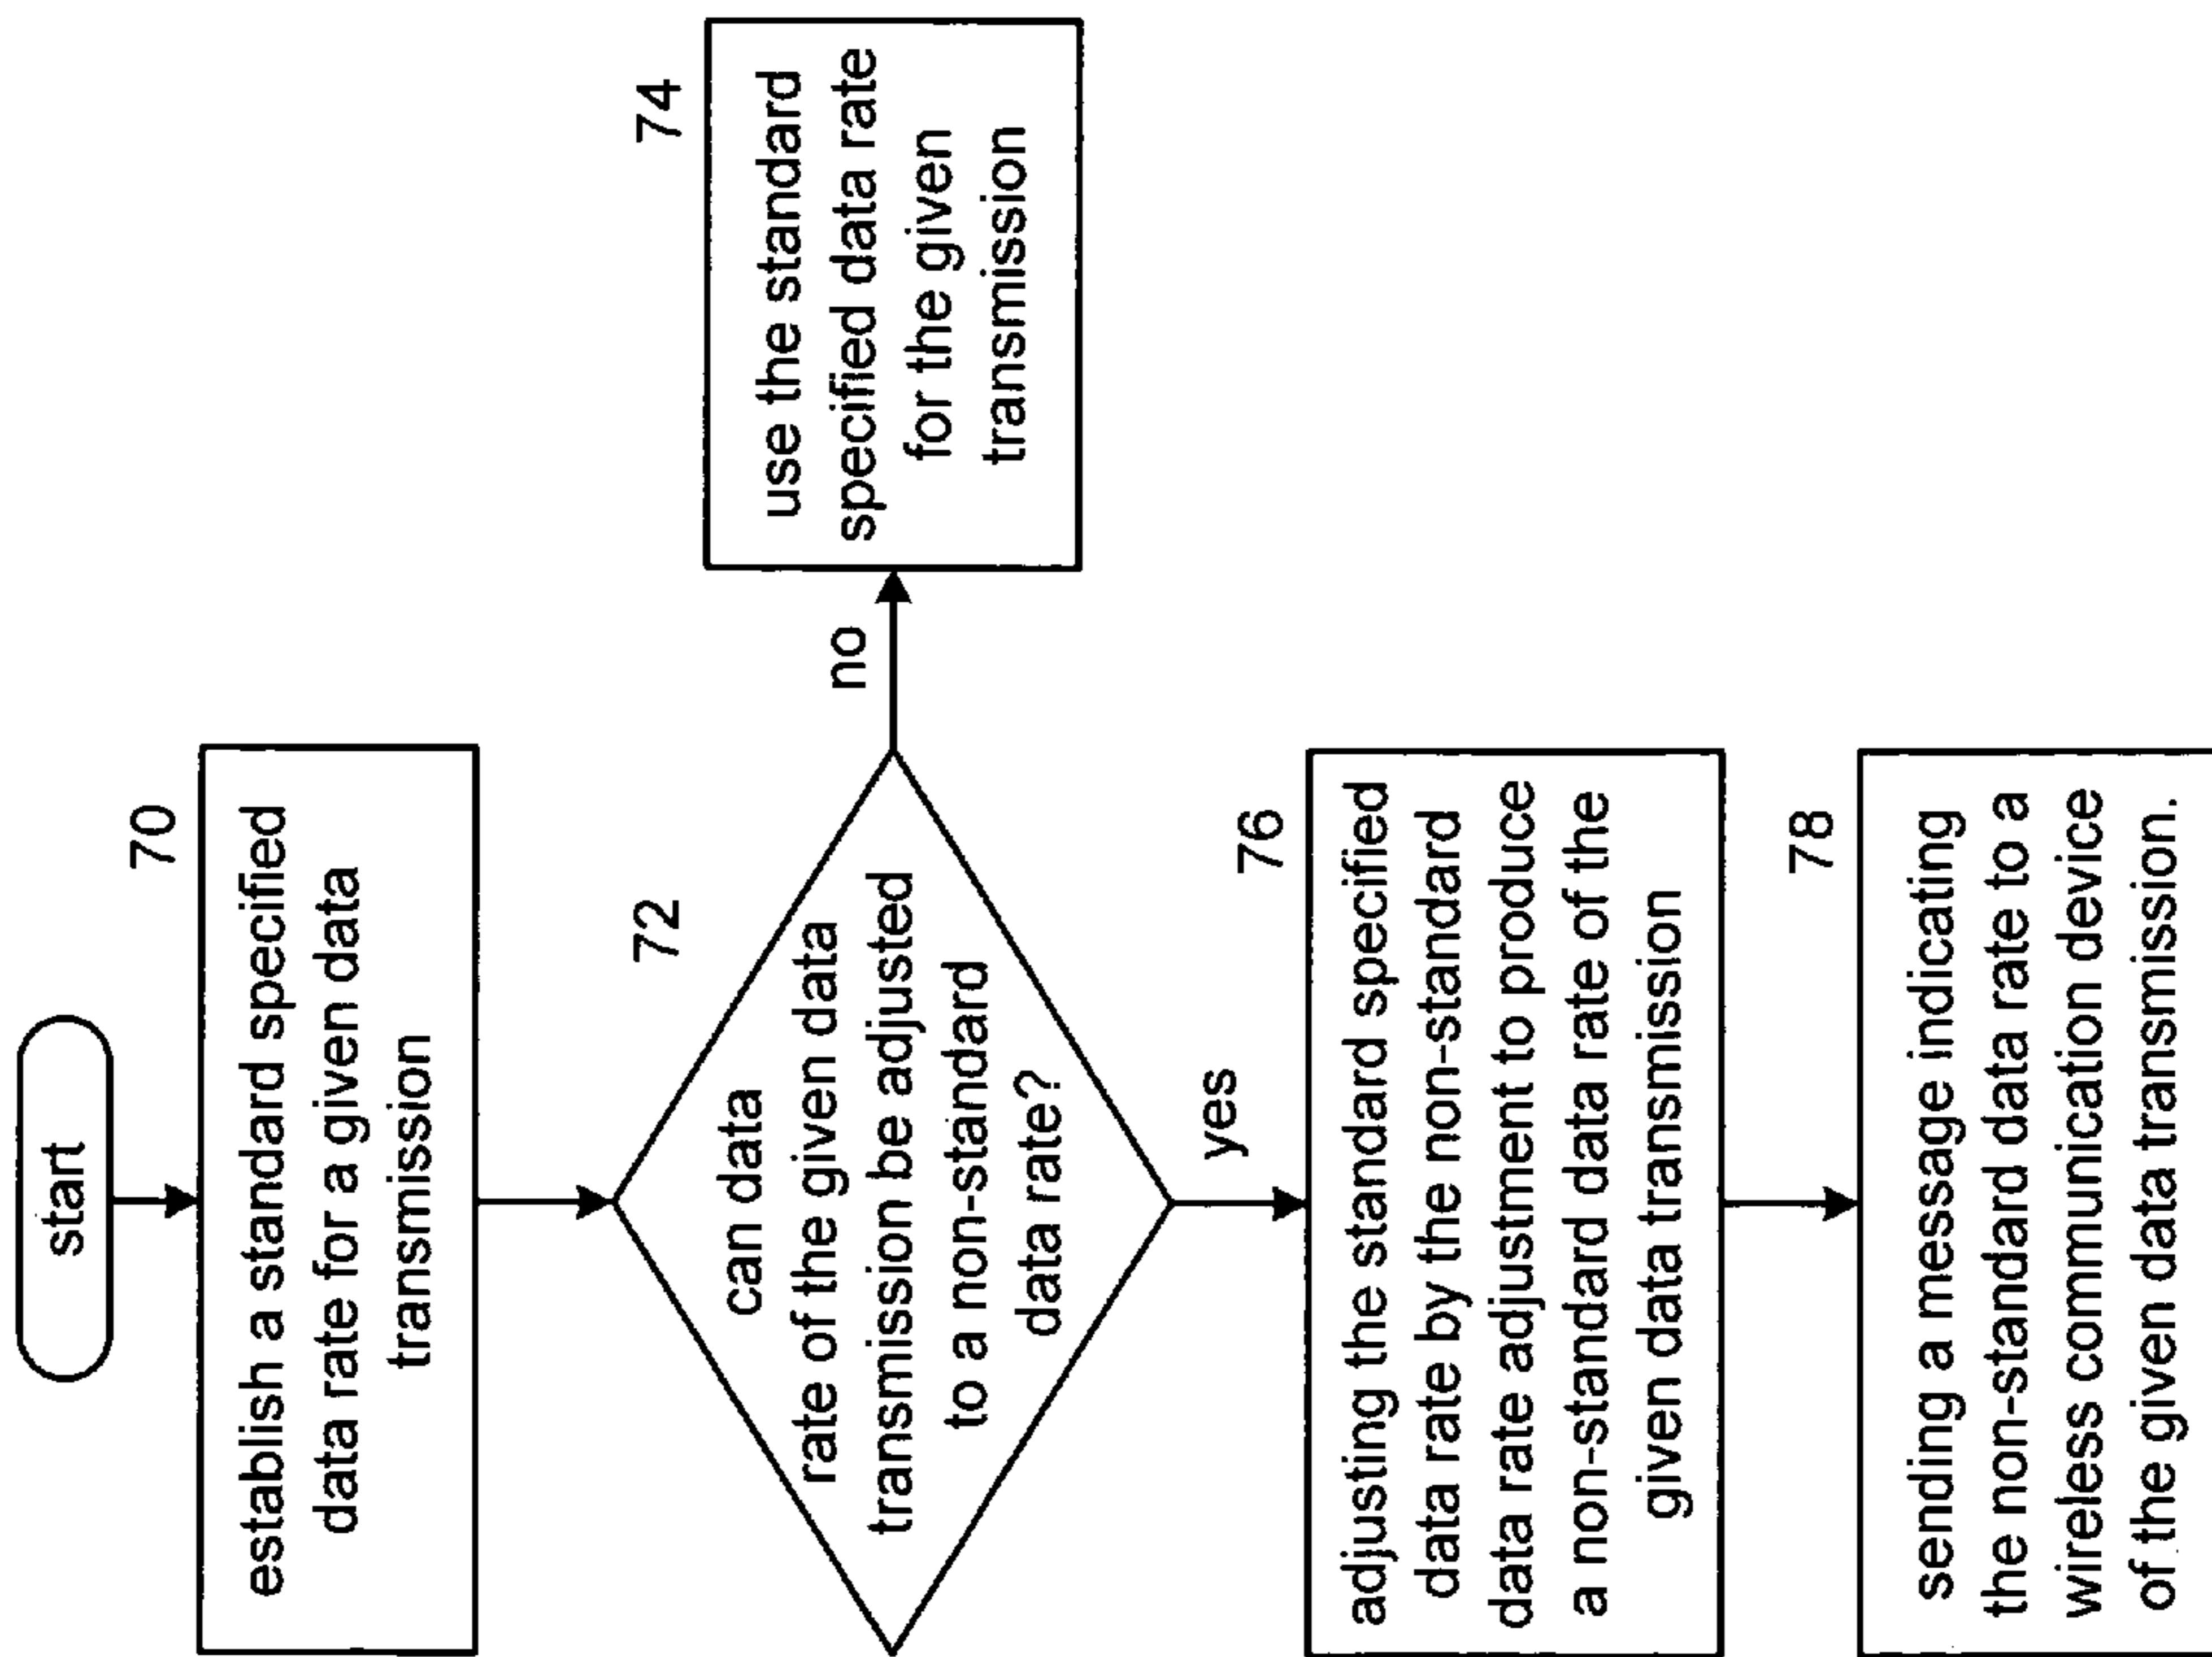 start
70
establish a standard specified
data rate for a given data
transmission
72
can data
rate of the given data
transmission be adjusted
to a non-standard
data rate?
no
74
use the standard
specified data rate
for the given
transmission
yes
76
adjusting the standard specified
data rate by the non-standard
data rate adjustment to produce
a non-standard data rate of the
given data transmission
78
sending a message indicating
the non-standard data rate to a
wireless communication device
of the given data transmission.